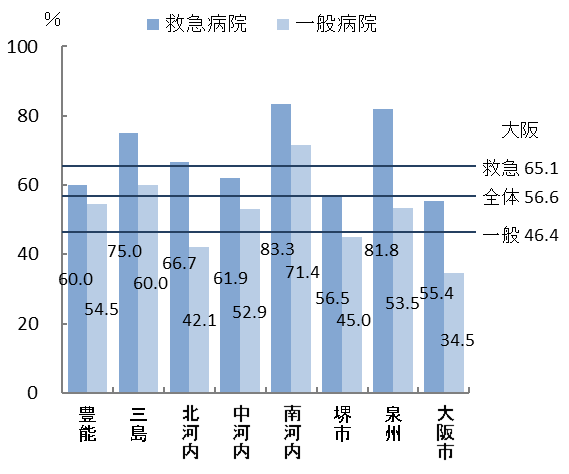 %
救急病院 一般病院
100
80
60
40
20
0
大阪
救急 65.1
全体 56.6
一般 46.4
60.0 54.5
75.0 60.0
66.7 42.1
61.9 52.9
83.3 71.4
56.5 45.0
81.8 53.5
55.4 34.5
豊能
三島
北河内
中河内
南河内
堺市
泉州
大阪市